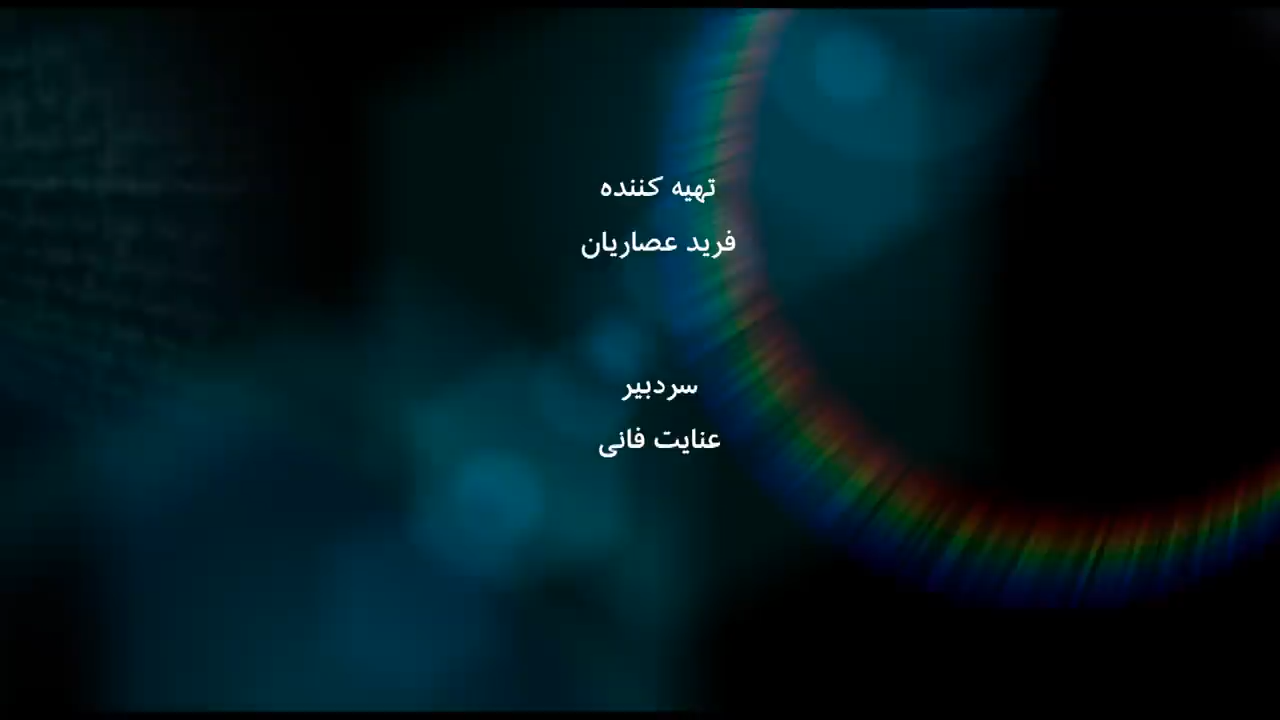 تهیه کننده
فرید عصاریان
سردبیر
عنایت فانی